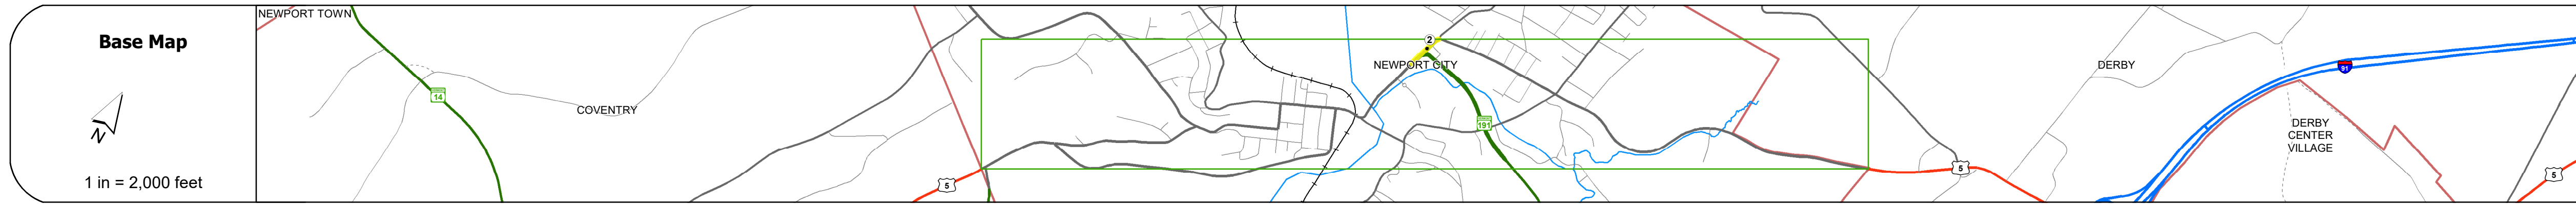 Base Map
N
1 in = 2,000 feet
NEWPORT TOWN
14
COVENTRY
5
2
NEWPORT CITY
191
5
DERBY
91
DERBY
CENTER
VILLAGE
5